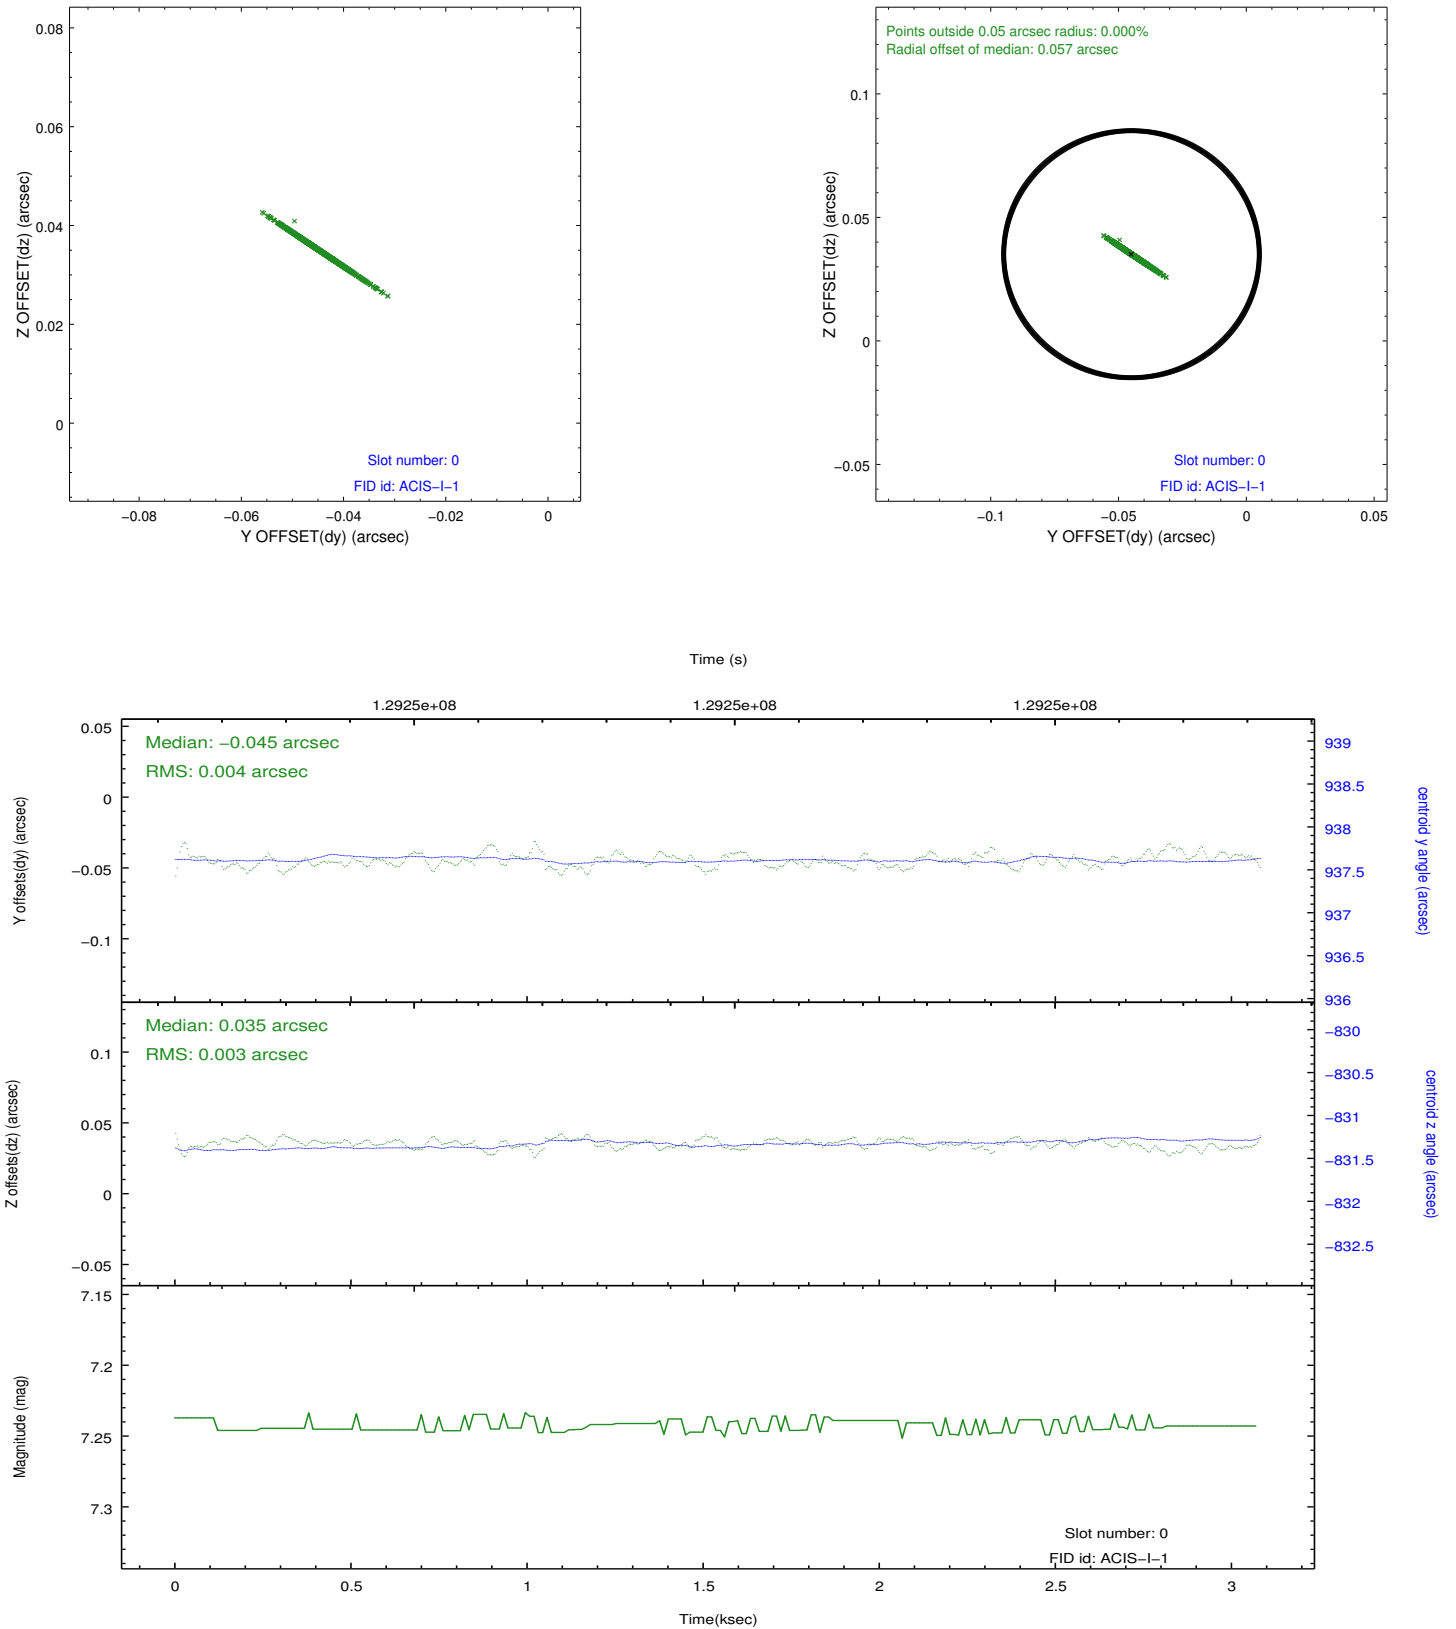 0.08
0.06
0.04
0.02
0
Z OFFSET(dz) (arcsec)
Slot number: 0
FID id: ACIS−I−1
−0.08
−0.06
−0.04
−0.02
0
Y OFFSET(dy) (arcsec)
Points outside 0.05 arcsec radius: 0.000%
Radial offset of median: 0.057 arcsec
0.1
0.05
0
−0.05
Z OFFSET(dz) (arcsec)
Slot number: 0
FID id: ACIS−I−1
−0.1
−0.05
0
0.05
Y OFFSET(dy) (arcsec)
Time (s)
1.2925e+08
1.2925e+08
1.2925e+08
Median: −0.045 arcsec
RMS: 0.004 arcsec
0.05
0
−0.05
−0.1
Y offsets(dy) (arcsec)
939
938.5
938
937.5
937
936.5
936
centroid y angle (arcsec)
Median: 0.035 arcsec
RMS: 0.003 arcsec
0.1
0.05
0
−0.05
Z offsets(dz) (arcsec)
−830
−830.5
−831
−831.5
−832
−832.5
centroid z angle (arcsec)
7.15
7.2
7.25
7.3
Magnitude (mag)
Slot number: 0
FID id: ACIS−I−1
0
0.5
1
1.5
2
2.5
3
Time(ksec)